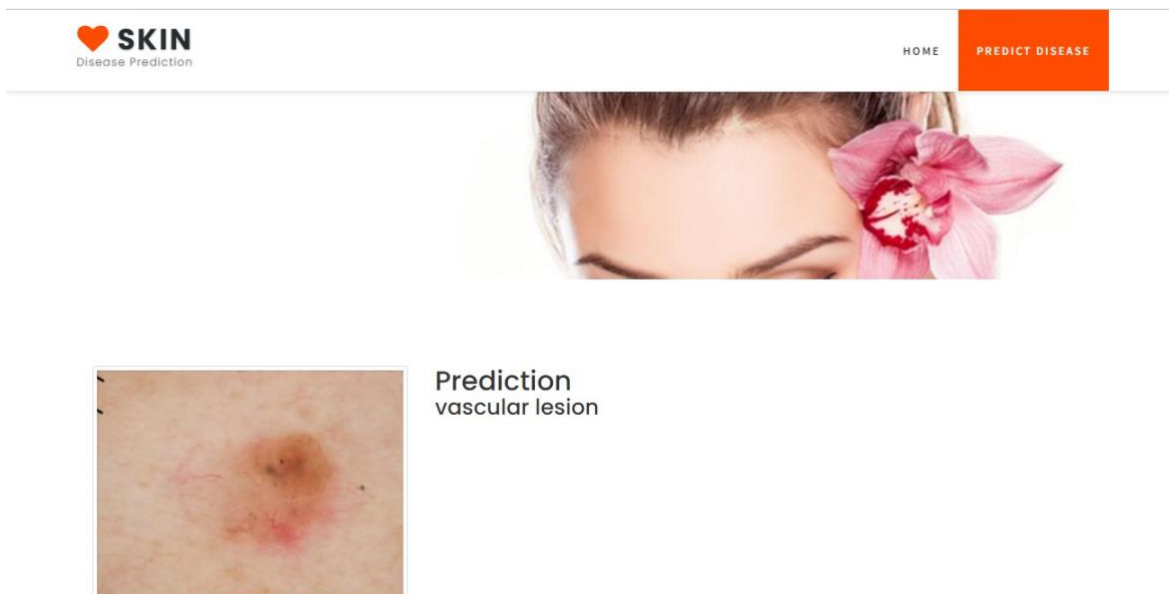 SKIN
Disease Prediction
HOME
PREDICT DISEASE
Prediction
vascular lesion